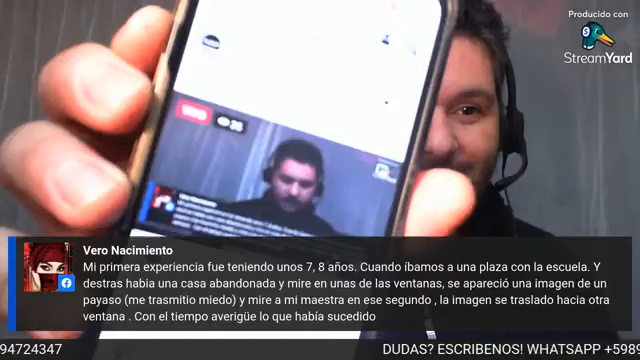 Producido con
StreamYard
Vero Nacimiento
Mi primera experiencia fue teniendo unos 7, 8 años. Cuando íbamos a una plaza con la escuela. Y
destras habia una casa abandonada y mire en unas de las ventanas, se apareció una imagen de un
payaso (me trasmitio miedo) y mire a mi maestra en ese segundo , la imagen se traslado hacia otra
ventana . Con el tiempo averigüe lo que había sucedido
94724347 DUDAS? ESCRIBENOS! WHATSAPP +5989